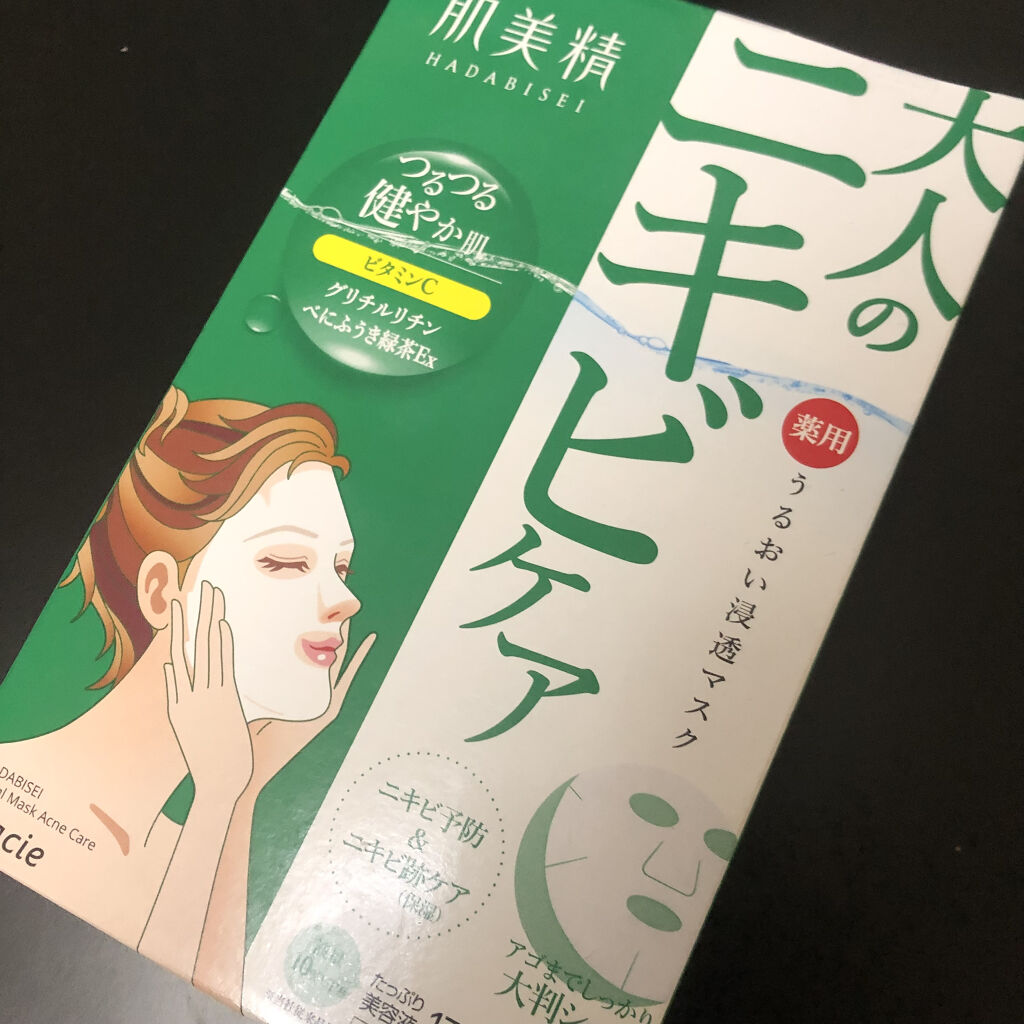 肌美精
HADABISEI
つるつる
健やか肌
ビタミンC
グリチルリチン
べにふうき緑茶Ex
大人の
ニキビケア
薬用
うるおい浸透マスク
ニキビ予防
&
ニキビ跡ケア
(保湿)
アゴまでしっかり
大判シ
たっぷり
美容液
DABISEI
Mask Acne Care
cie